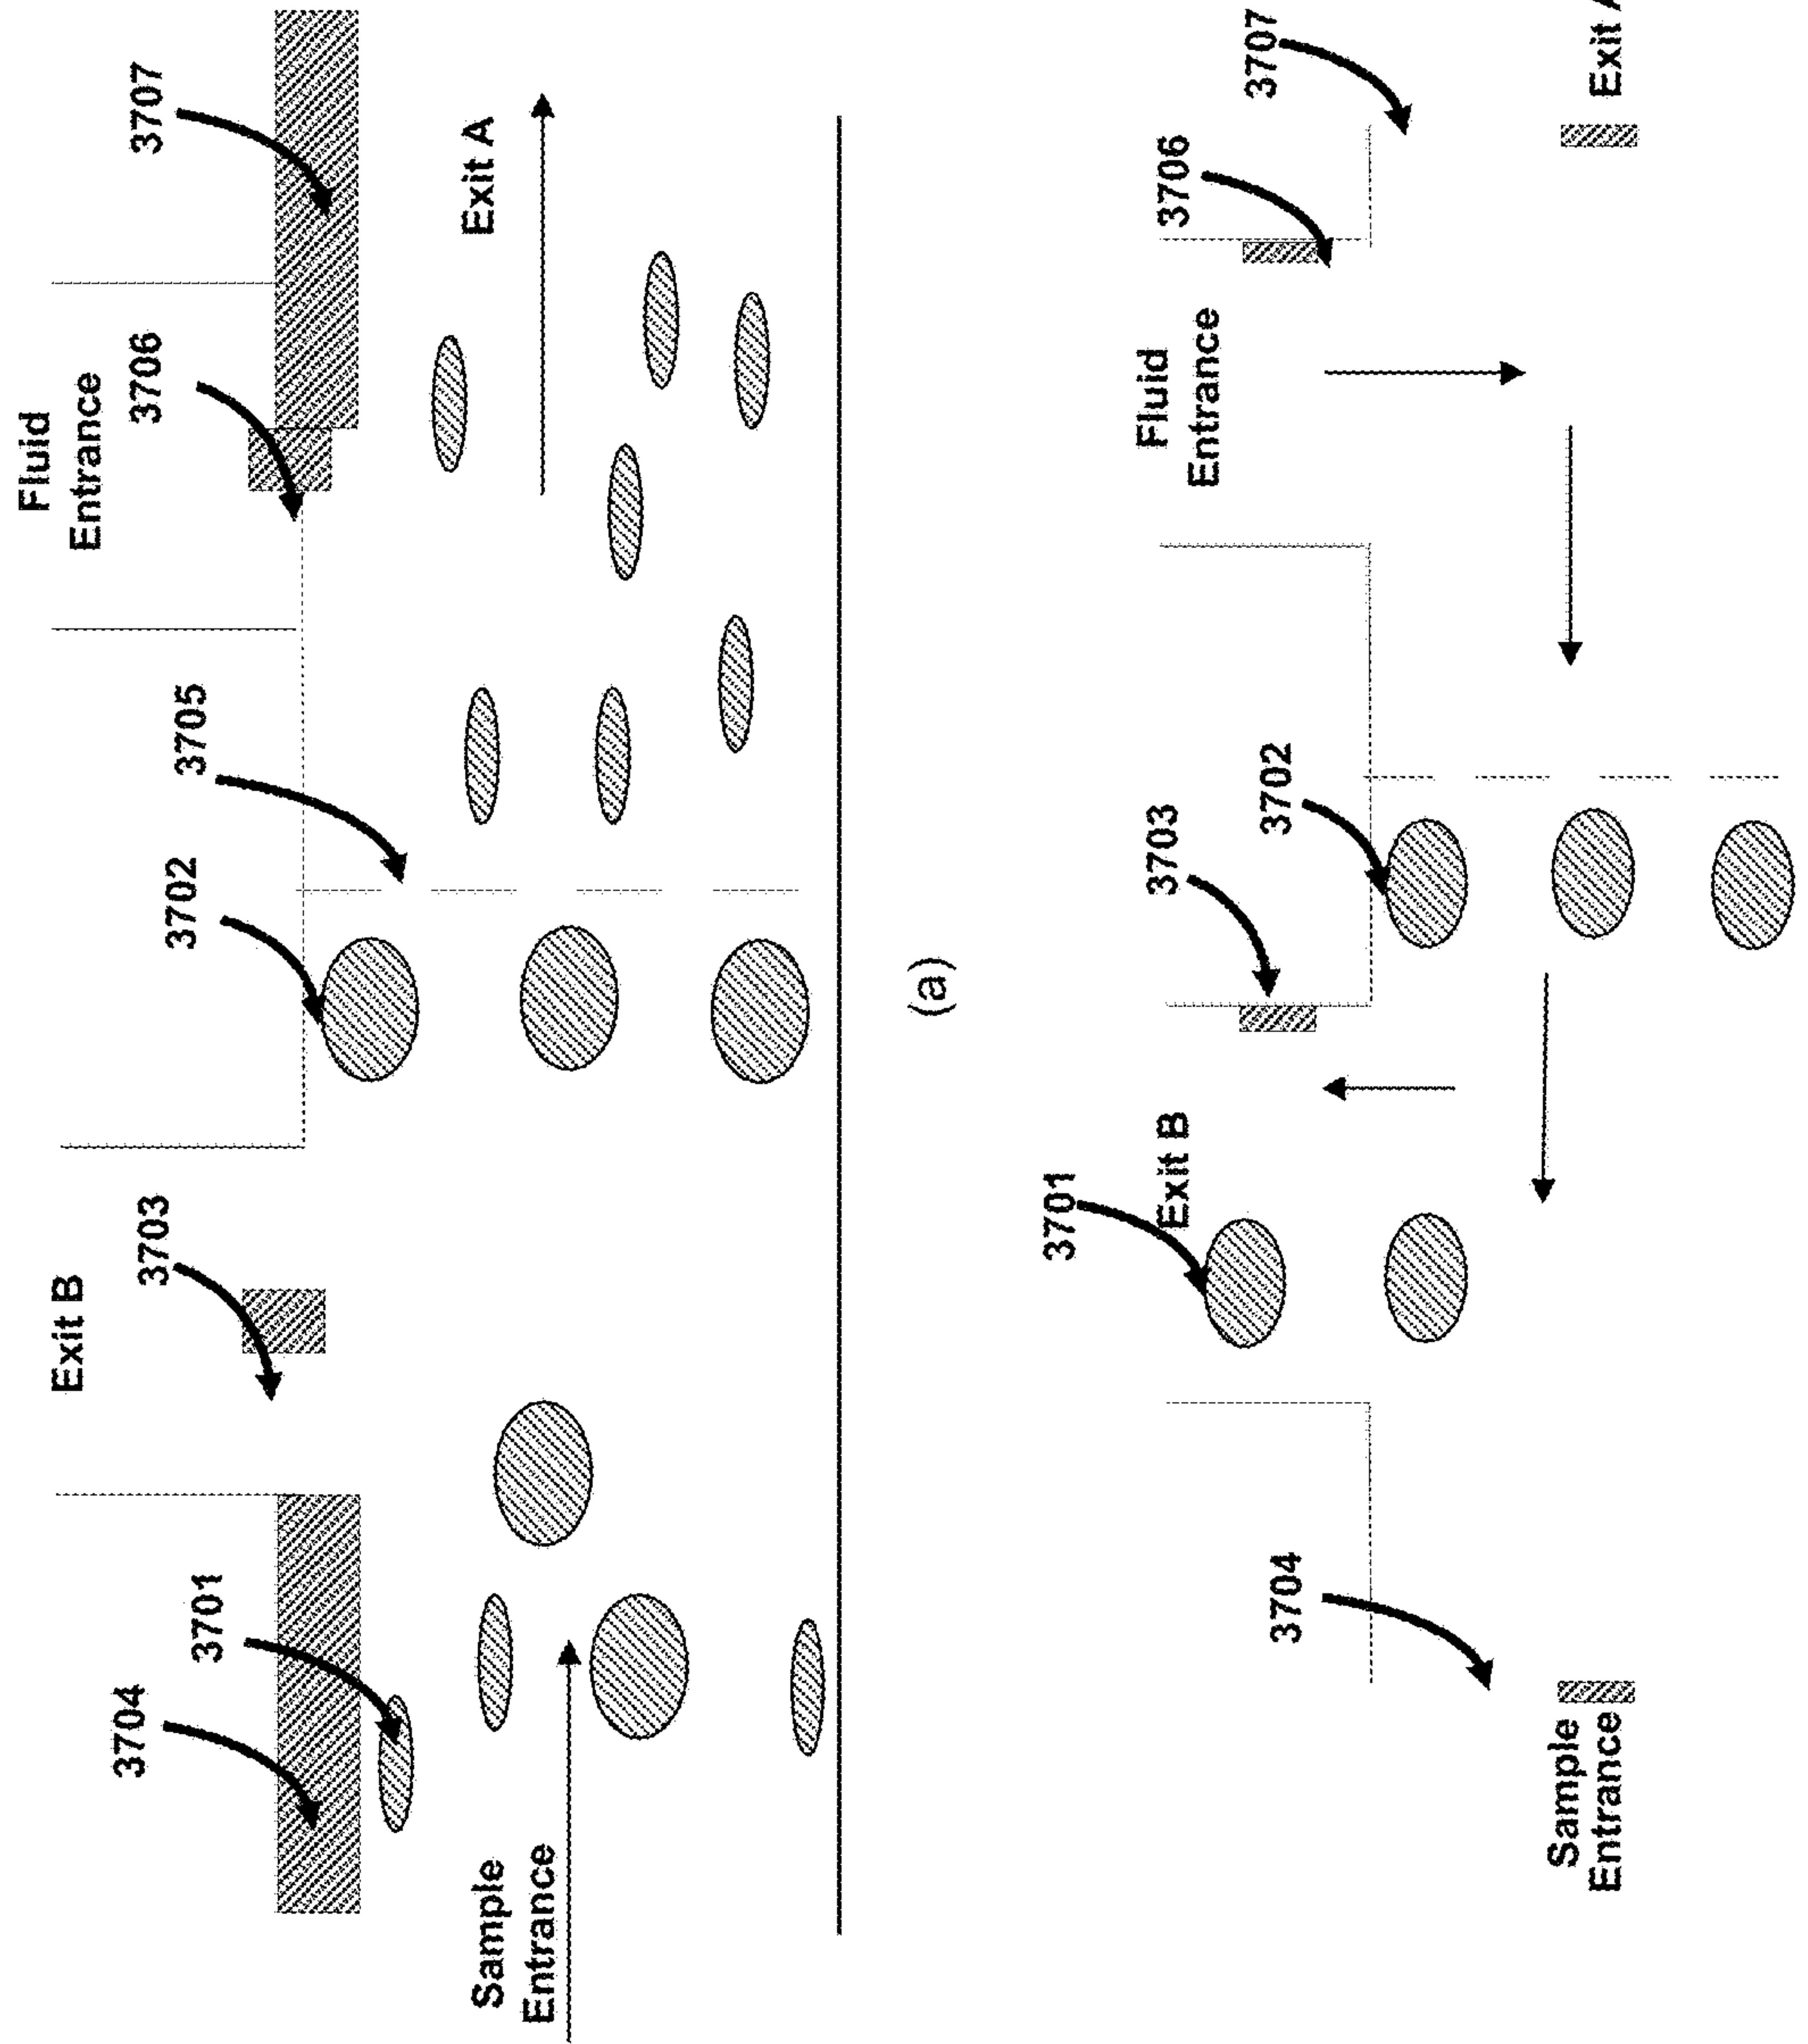 Fluid
Entrance
Exit B
3704
3703
3706
3707
3701
3702
3705
Exit A
Sample
Entrance
(a)
3701
Exit B
Fluid
Entrance
3703
3706
3704
3702
3707
Sample
Entrance
Exit A